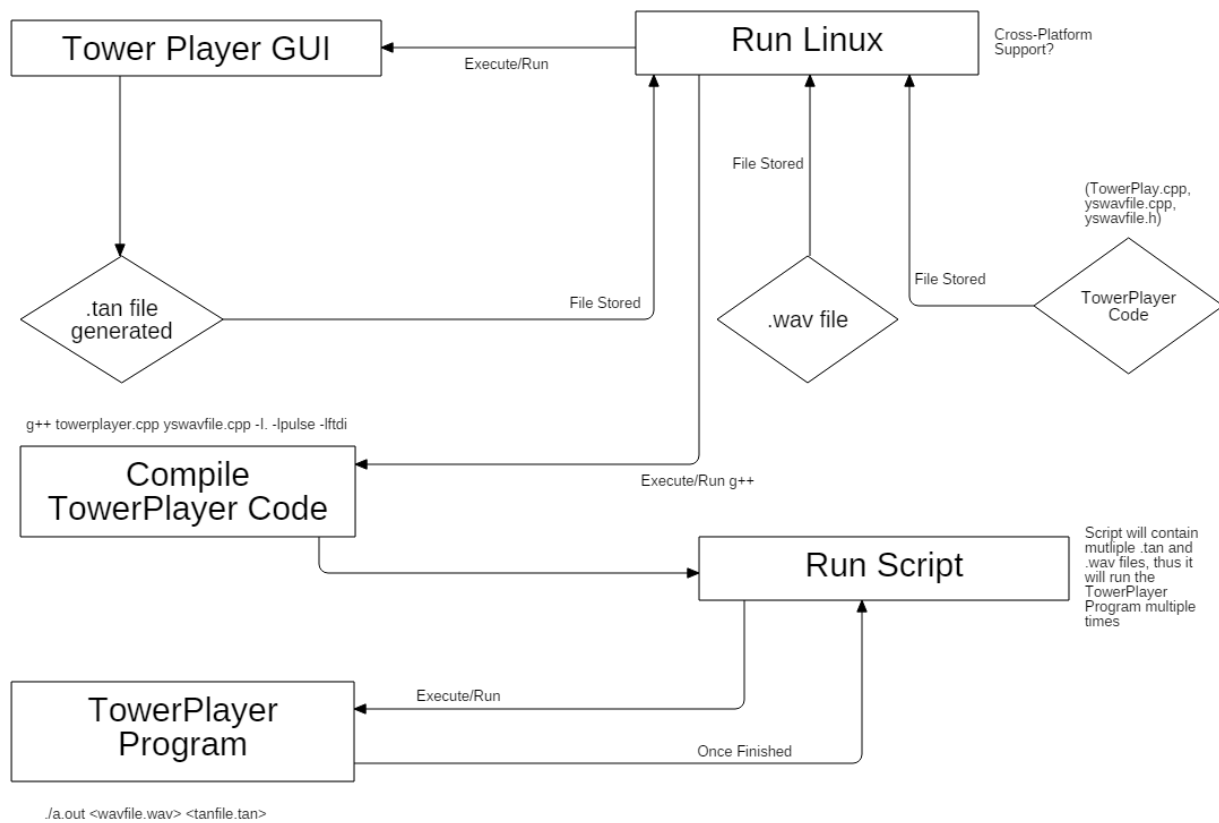 Tower Player GUI
Run Linux
Cross-Platform
Support?
Execute/Run
File Stored
(TowerPlay.cpp,
yswavfile.cpp,
yswavfile.h)
.tan file
generated
File Stored
.wav file
File Stored
TowerPlayer
Code
g++ towerplayer.cpp yswavfile.cpp -I. -lpulse -lftdi
Compile
TowerPlayer Code
Execute/Run g++
Run Script
Script will contain
mutliple .tan and
.wav files, thus it
will run the
TowerPlayer
Program multiple
times
TowerPlayer
Program
Execute/Run
Once Finished
./a.out <wavfile.wav> <tanfile.tan>